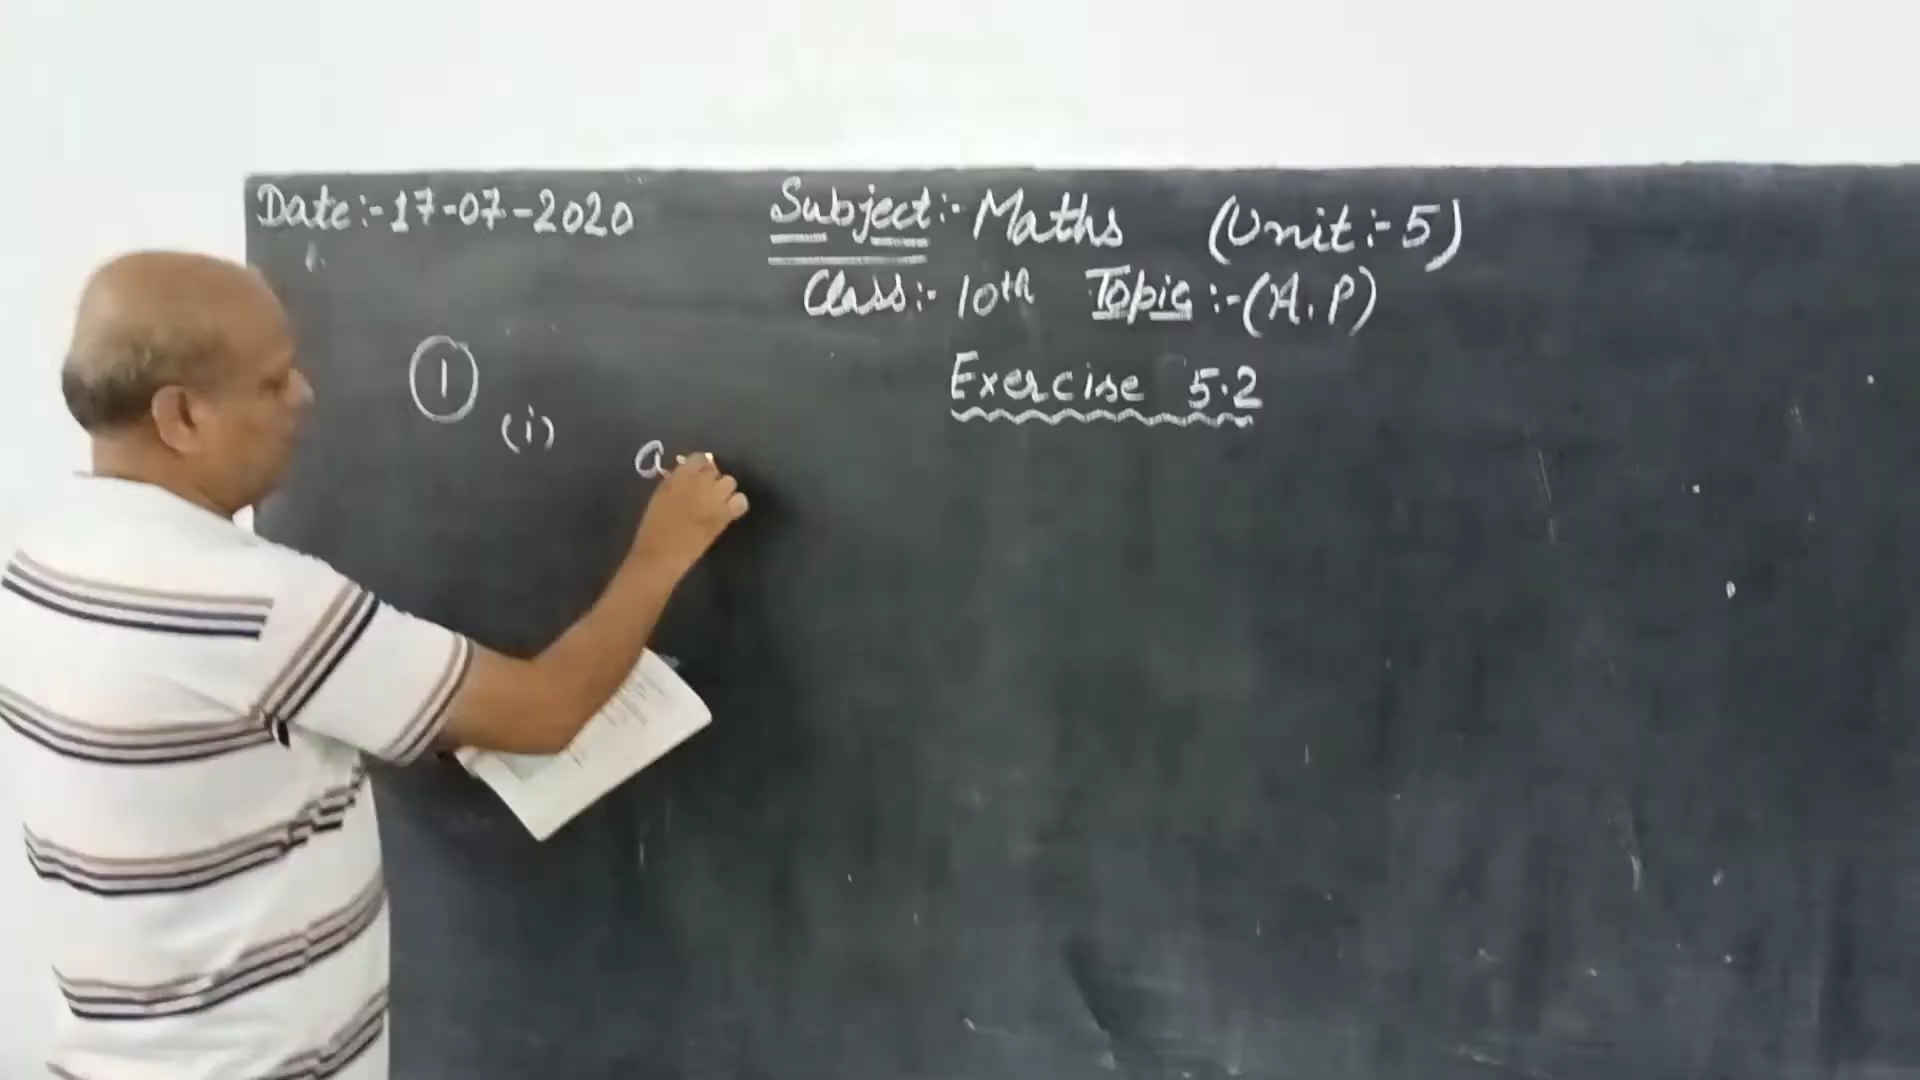 Date:-17-07-2020
Subject:- Maths (Unit:-5)
Class:- 10th Topic:-(A.P)
Exercise 5.2
1
(i) a